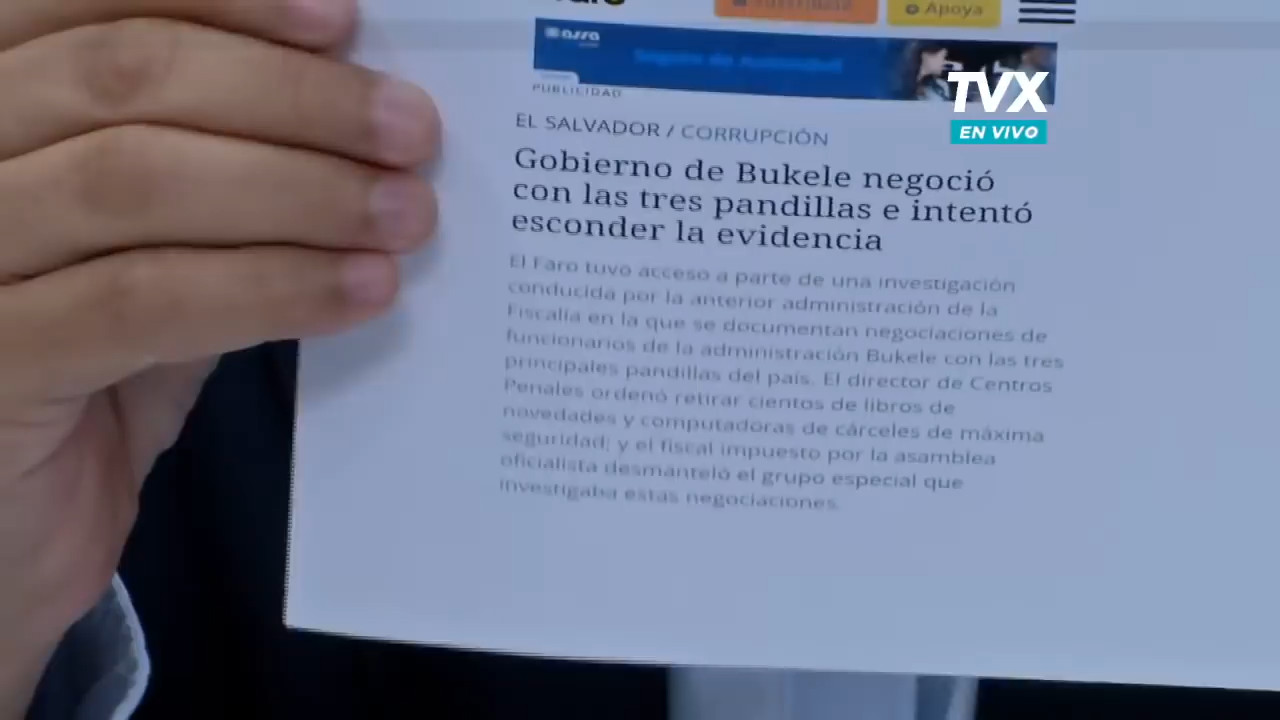 Apoya
assa
TVX
EN VIVO
PUBLICIDAD
EL SALVADOR / CORRUPCIÓN
Gobierno de Bukele negoció
con las tres pandillas e intentó
esconder la evidencia
El Faro tuvo acceso a parte de una investigación
conducida por la anterior administración de la
Fiscalía en la que se documentan negociaciones de
funcionarios de la administración Bukele con las tres
principales pandillas del país. El director de Centros
Penales ordenó retirar cientos de libros de
novedades y computadoras de cárceles de máxima
seguridad; y el fiscal impuesto por la asamblea
oficialista desmanteló el grupo especial que
investigaba estas negociaciones.